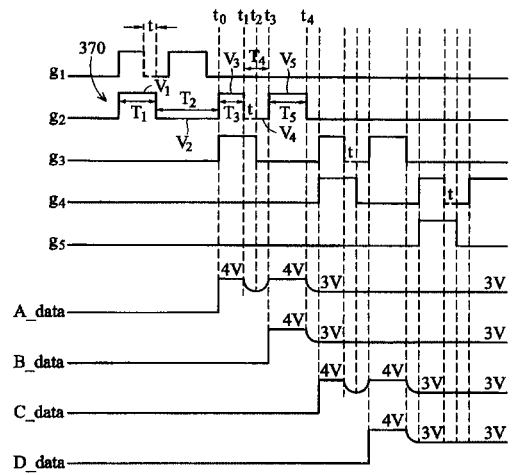 t t₀ t₁ t₂ t₃ t₄
g₁ V₃ T₄ V₅
370 V₁
g₂ T₁ T₂ T₃ t T₅
V₂ V₄
g₃ t
g₄ t
g₅
4V 4V 3V 3V
A_data
4V 3V 3V
B_data
4V 4V 3V 3V
C_data
4V 3V 3V
D_data